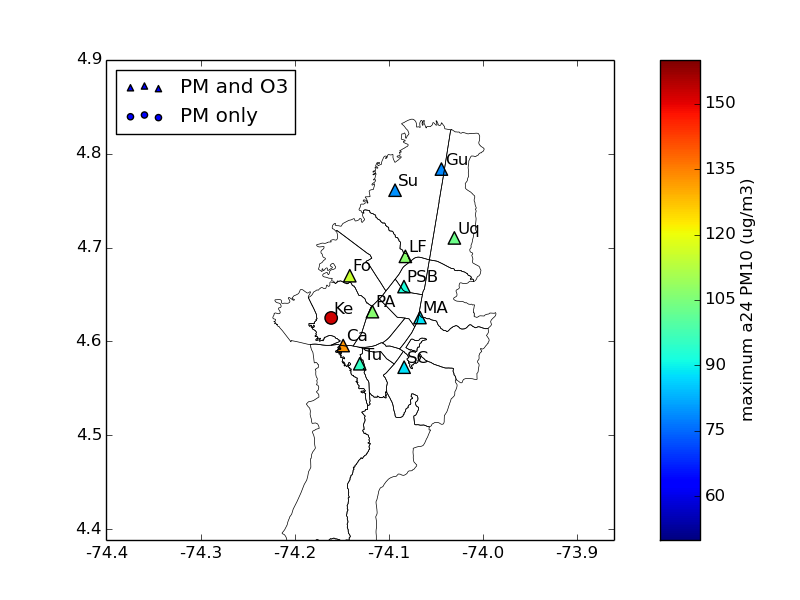 4.9
4.8
4.7
4.6
4.5
4.4
-74.4
-74.3
-74.2
-74.1
-74.0
-73.9
PM and O3
PM only
Gu
Su
Uq
LF
Fo
PSB
PA
MA
Ke
Ca
Tu
SC
150
135
120
105
90
75
60
maximum a24 PM10 (ug/m3)